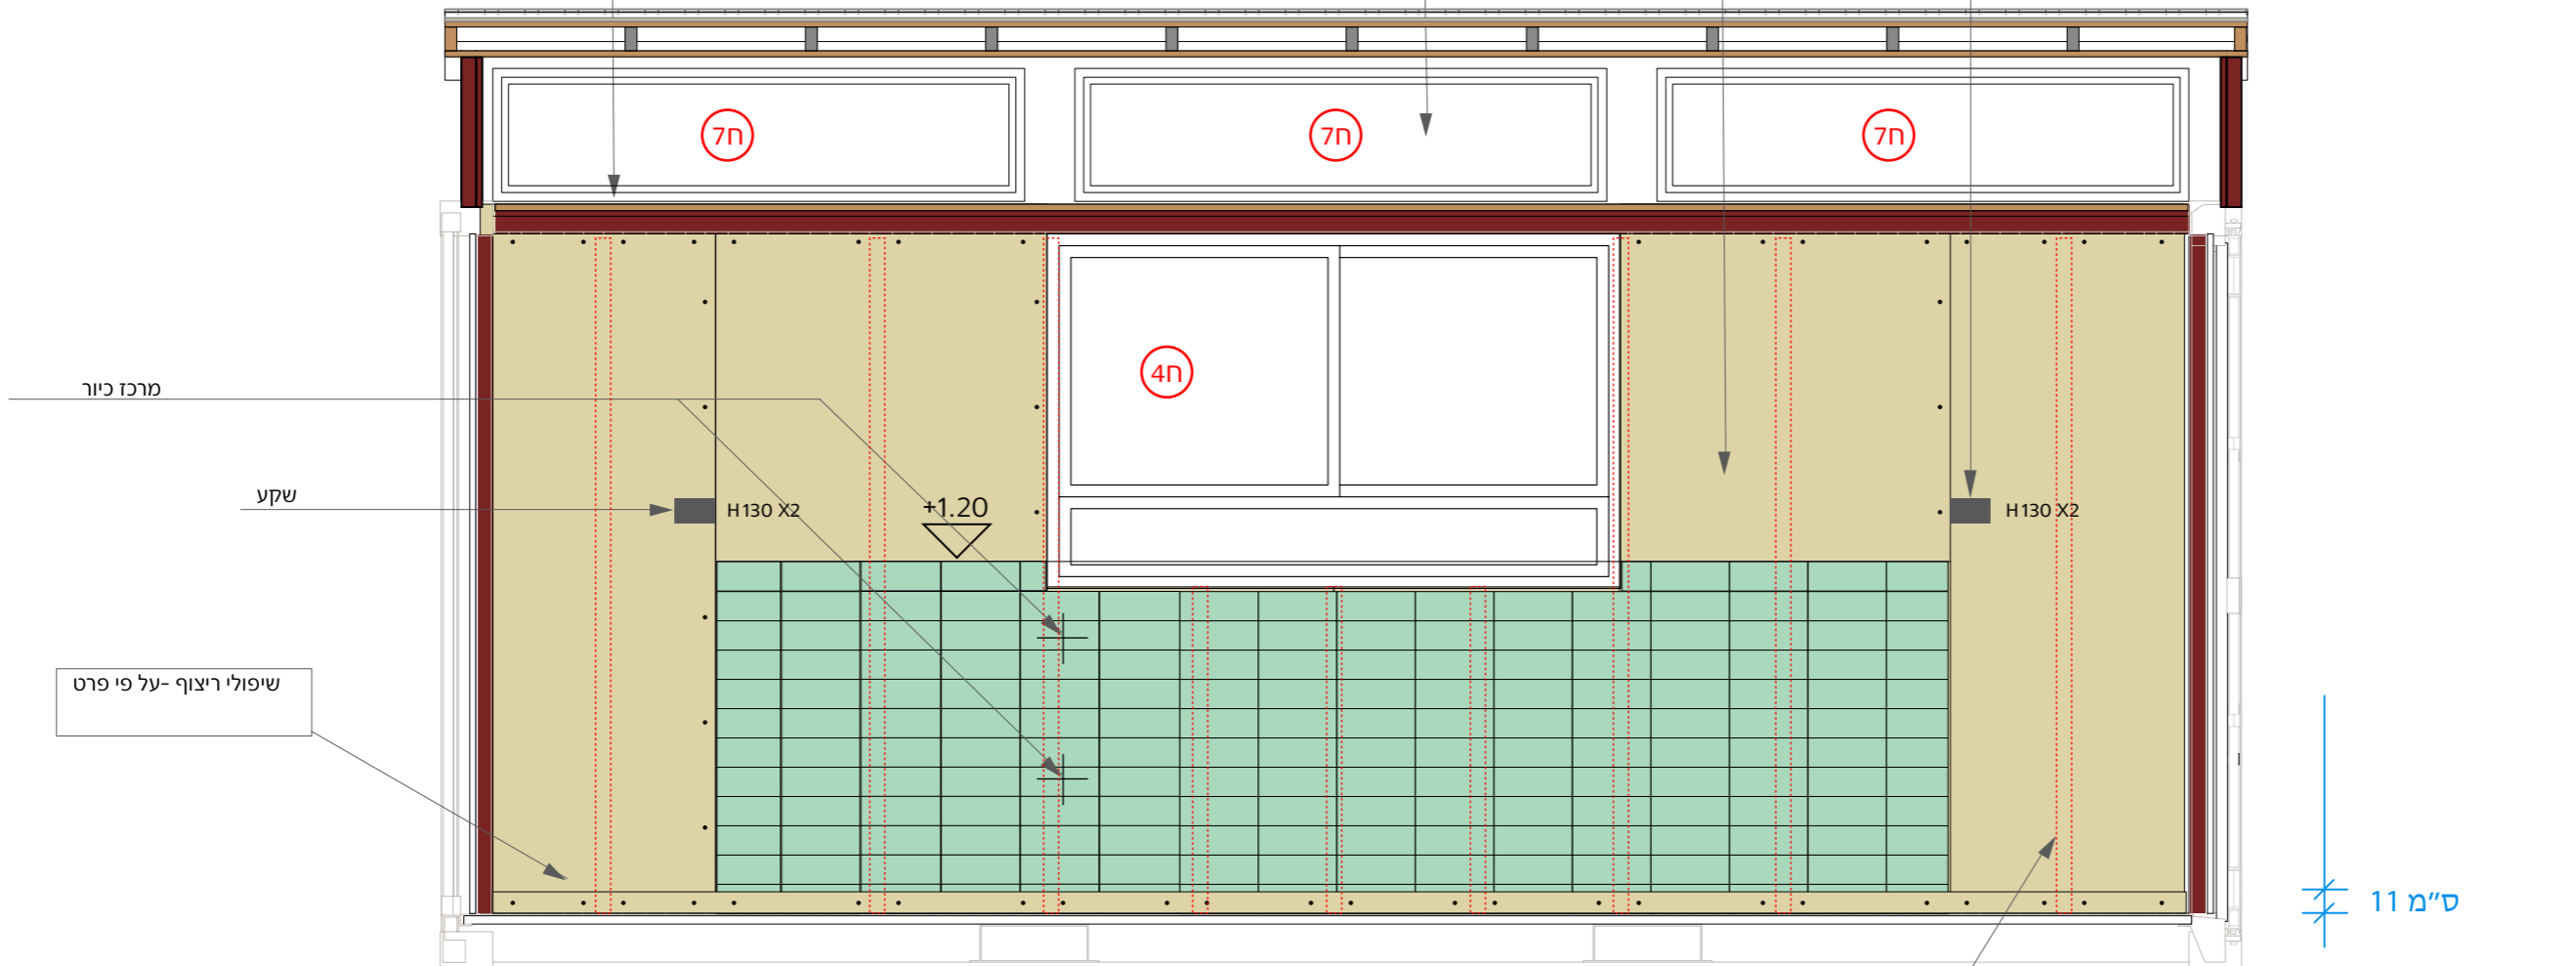 ח7
ח7
ח7
ח4
מרכז כיור
שקע
H130 X2
+1.20
H130 X2
שיפולי ריצוף -על פי פרט
11 ס"מ